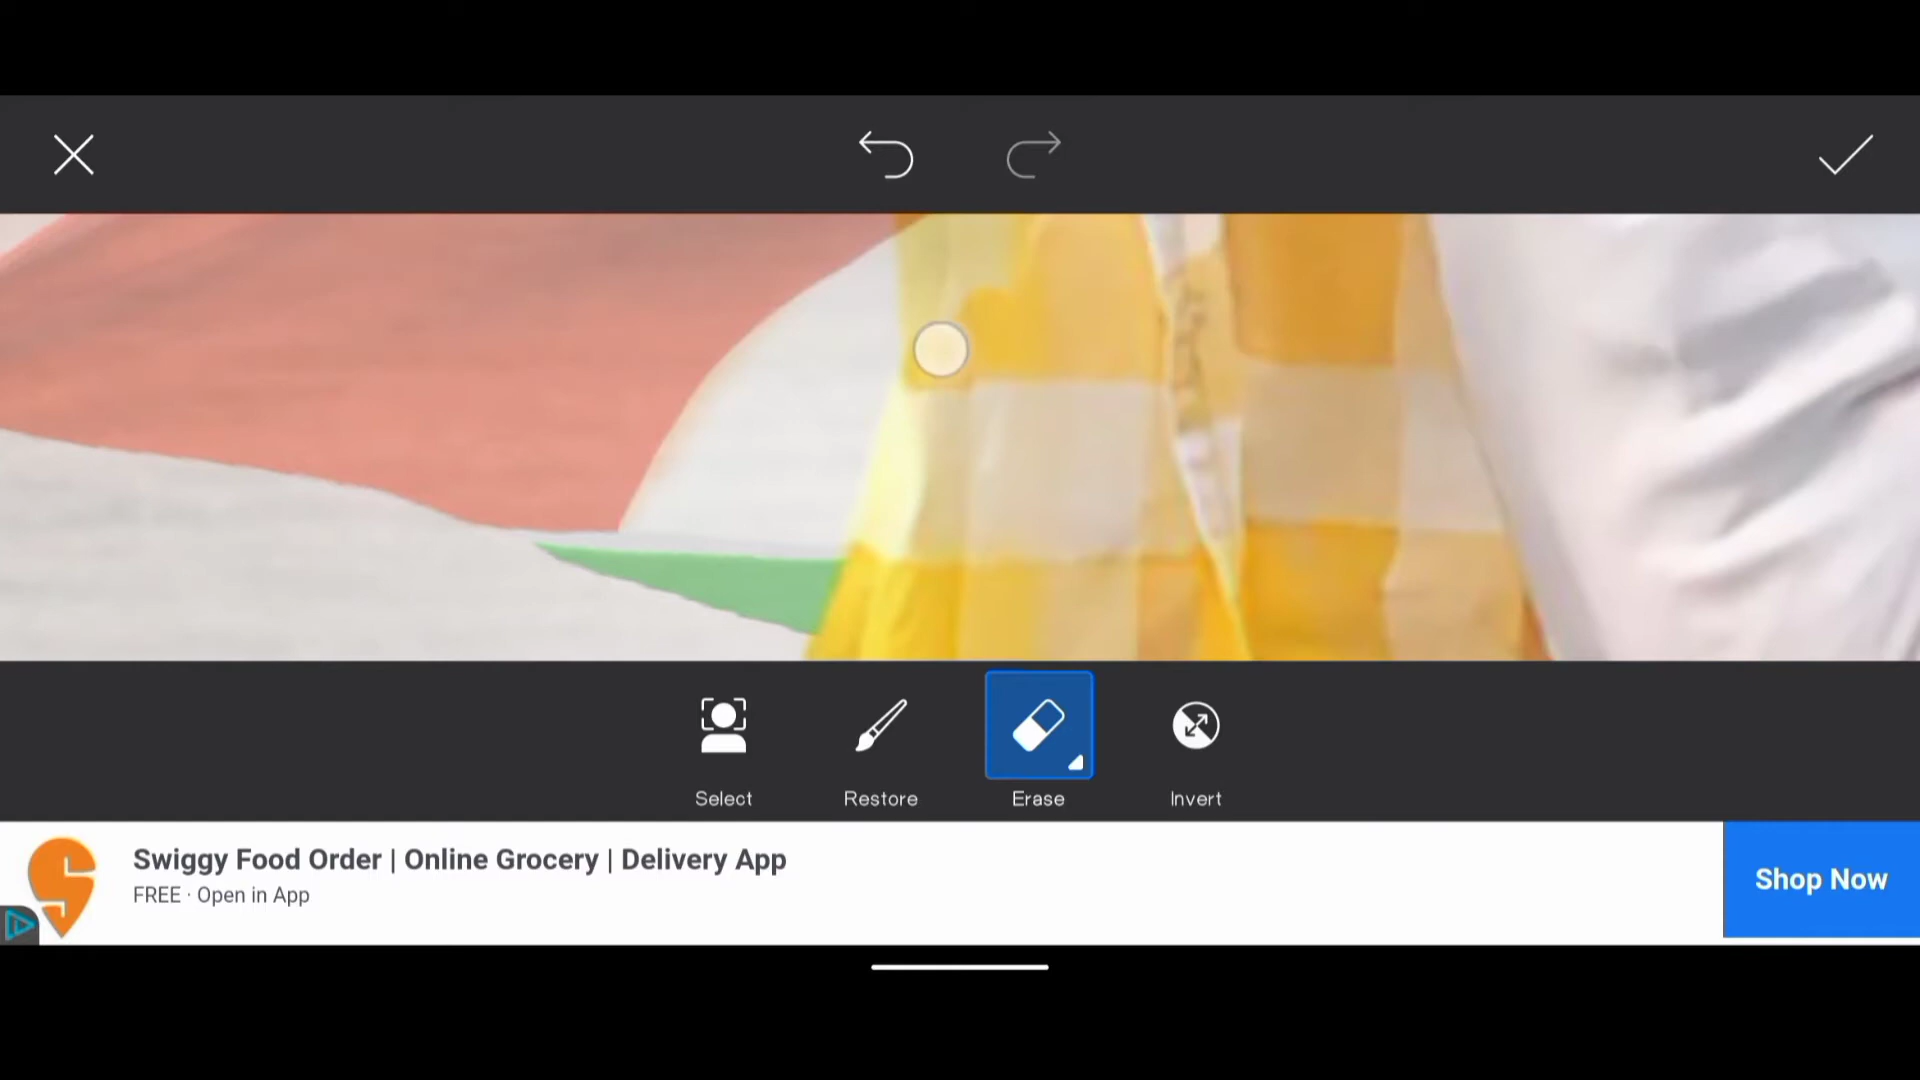 Select
Restore
Erase
Invert
Swiggy Food Order | Online Grocery | Delivery App
FREE · Open in App
Shop Now